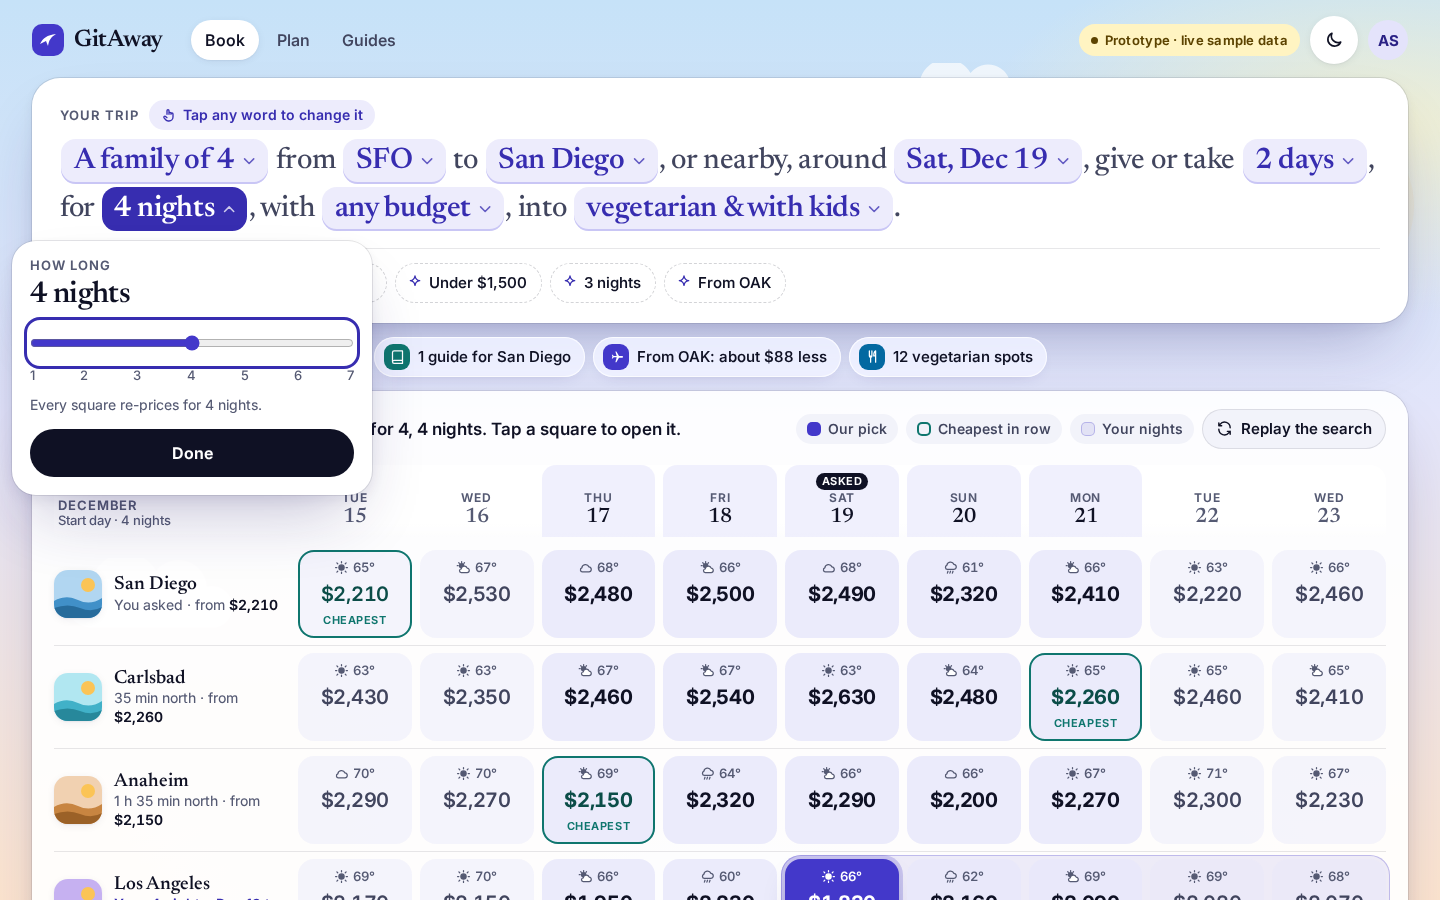 GitAway
Book
Plan
Guides
Prototype · live sample data
AS
YOUR TRIP
Tap any word to change it
A family of 4 from SFO to San Diego, or nearby, around Sat, Dec 19, give or take 2 days,
for 4 nights, with any budget, into vegetarian & with kids.
HOW LONG
4 nights
1 2 3 4 5 6 7
Every square re-prices for 4 nights.
Done
Under $1,500
3 nights
From OAK
1 guide for San Diego
From OAK: about $88 less
12 vegetarian spots
for 4, 4 nights. Tap a square to open it.
Our pick
Cheapest in row
Your nights
Replay the search
DECEMBER
Start day · 4 nights
TUE
15
WED
16
THU
17
FRI
18
ASKED
SAT
19
SUN
20
MON
21
TUE
22
WED
23
San Diego
You asked · from $2,210
65° 67° 68° 66° 68° 61° 66° 63° 66°
$2,210 $2,530 $2,480 $2,500 $2,490 $2,320 $2,410 $2,220 $2,460
CHEAPEST
Carlsbad
35 min north · from
$2,260
63° 63° 67° 67° 63° 64° 65° 65° 65°
$2,430 $2,350 $2,460 $2,540 $2,630 $2,480 $2,260 $2,460 $2,410
CHEAPEST
Anaheim
1 h 35 min north · from
$2,150
70° 70° 69° 64° 66° 66° 67° 71° 67°
$2,290 $2,270 $2,150 $2,320 $2,290 $2,200 $2,270 $2,300 $2,230
CHEAPEST
Los Angeles
69° 70° 66° 60° 66° 62° 69° 69° 68°